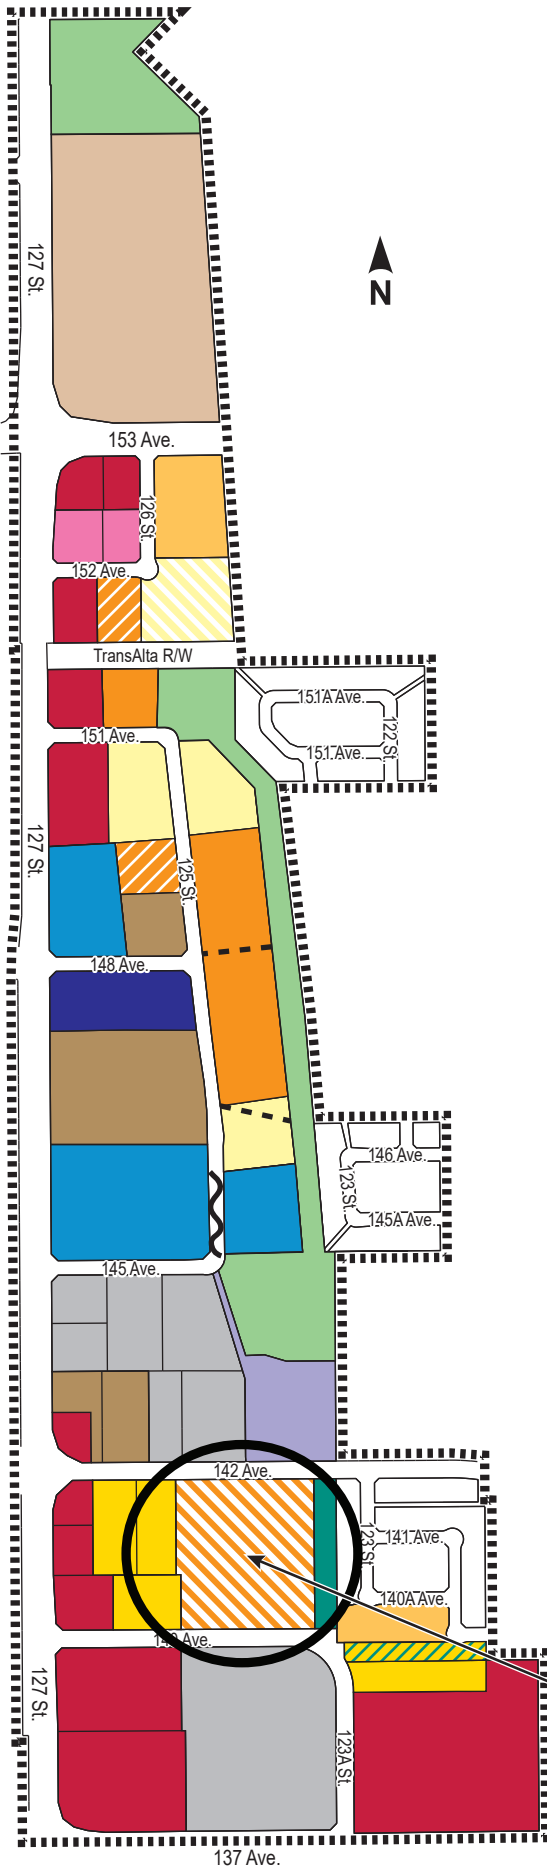 127 St.
N
153 Ave.
126 St.
152 Ave.
TransAlta R/W
151A Ave.
122 St.
151 Ave.
151 Ave.
127 St.
125 St.
148 Ave.
146 Ave.
123 St.
145A Ave.
145 Ave.
142 Ave.
123 St
141 Ave.
140A Ave.
140 Ave.
127 St.
123A St.
137 Ave.